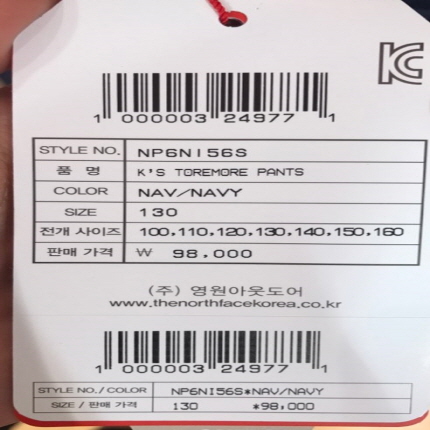 KC
1 000003 24977 1
STYLE NO. NP6NI56S
품 명 K'S TOREMORE PANTS
COLOR NAV/NAVY
SIZE 130
전개 사이즈 100,110,120,130,140,150,160
판매 가격 ₩ 98,000
(주) 영원아웃도어
www.thenorthfacekorea.co.kr
1 000003 24977 1
STYLE NO./COLOR NP6NI56S*NAV/NAVY
SIZE / 판매 가격 130 *98,000